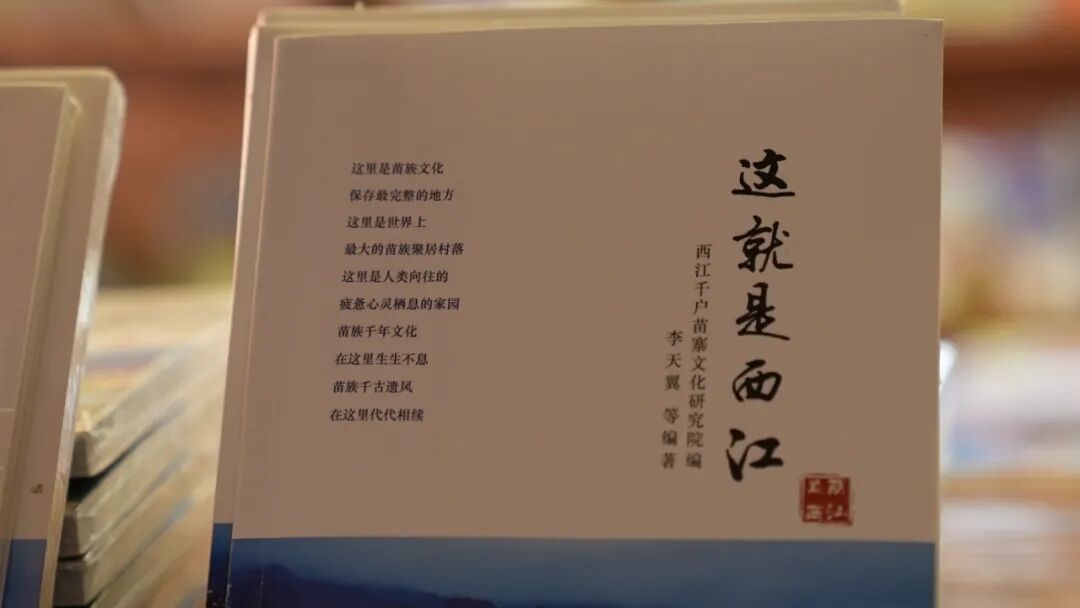 这就是西江
西江千户苗寨文化研究院编
李天翼 等编著
这里是苗族文化
保存最完整的地方
这里是世界上
最大的苗族聚居村落
这里是人类向往的
疲惫心灵栖息的家园
苗族千年文化
在这里生生不息
苗族千古遗风
在这里代代相续